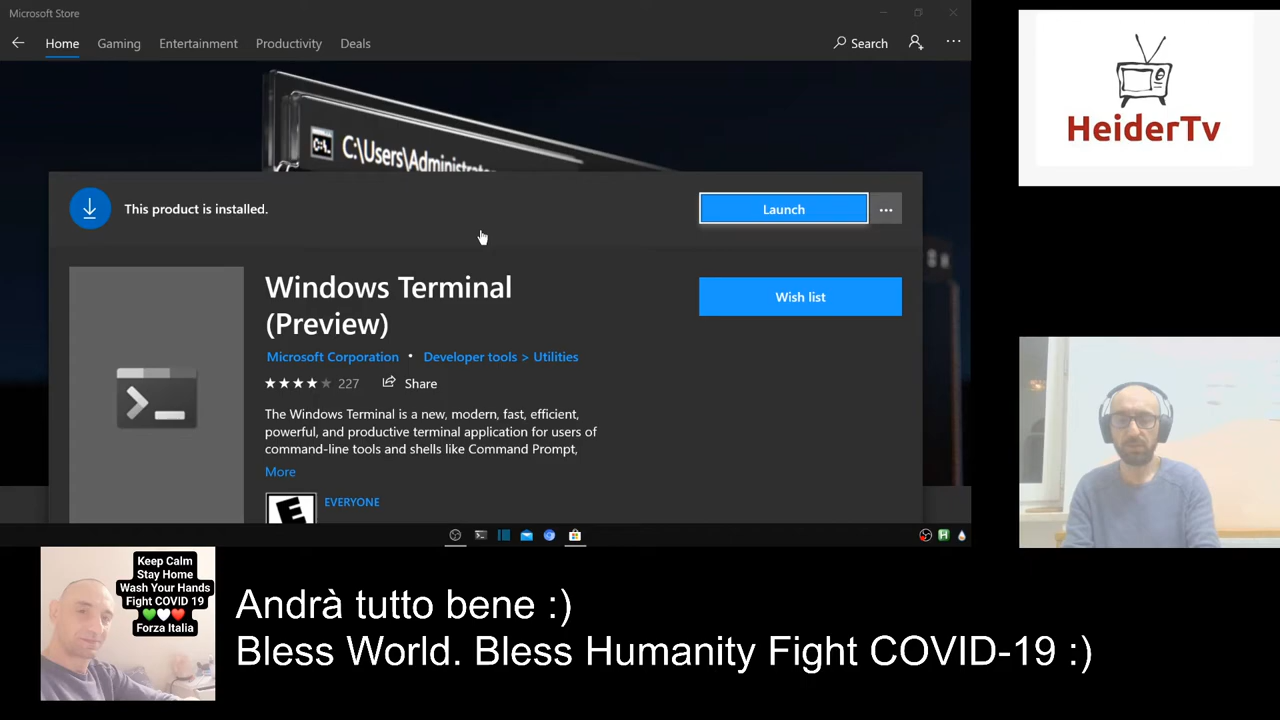 Microsoft Store
Home Gaming Entertainment Productivity Deals Search
C:\Users\Administrato
This product is installed.
Launch
Windows Terminal
(Preview)
Wish list
Microsoft Corporation • Developer tools > Utilities
227 Share
The Windows Terminal is a new, modern, fast, efficient,
powerful, and productive terminal application for users of
command-line tools and shells like Command Prompt,
More
E
EVERYONE
HeiderTv
Keep Calm
Stay Home
Wash Your Hands
Fight COVID 19
💚🤍❤️
Forza Italia
Andrà tutto bene :)
Bless World. Bless Humanity Fight COVID-19 :)